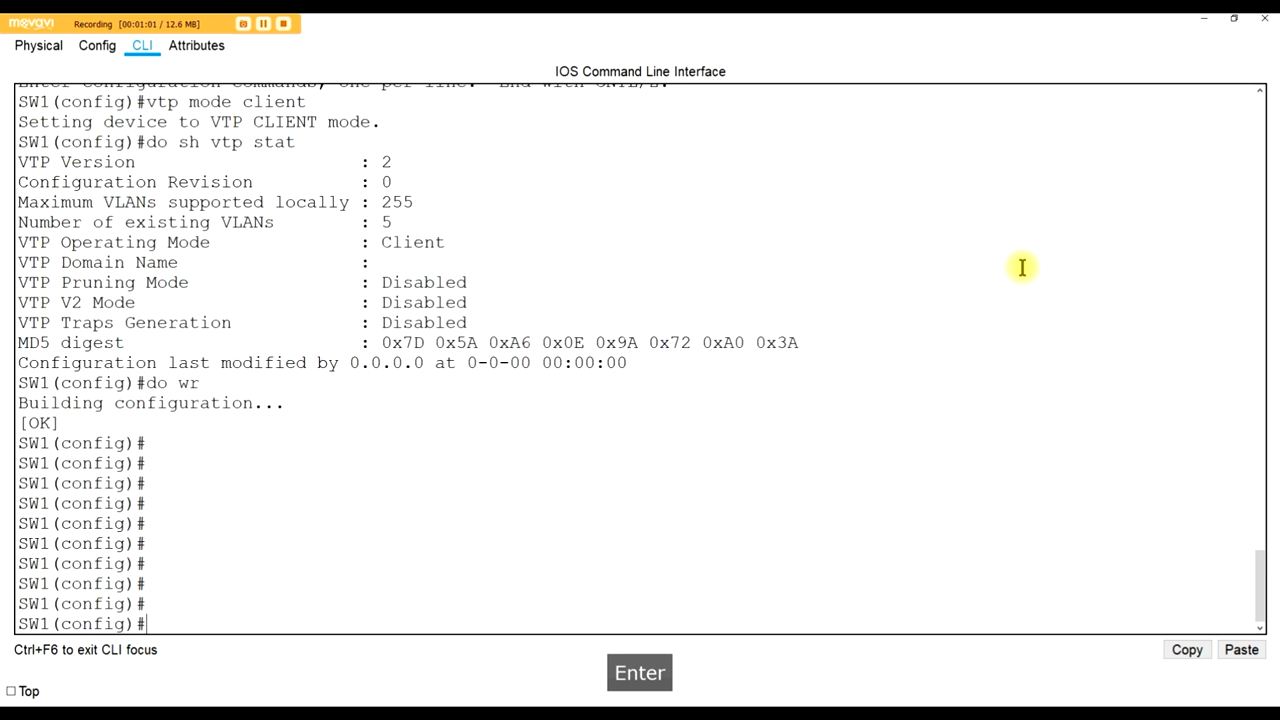 movavi
Recording [00:01:01 / 12.6 MB]
Physical Config CLI Attributes
IOS Command Line Interface
SW1(config)#vtp mode client
Setting device to VTP CLIENT mode.
SW1(config)#do sh vtp stat
VTP Version : 2
Configuration Revision : 0
Maximum VLANs supported locally : 255
Number of existing VLANs : 5
VTP Operating Mode : Client
VTP Domain Name :
VTP Pruning Mode : Disabled
VTP V2 Mode : Disabled
VTP Traps Generation : Disabled
MD5 digest : 0x7D 0x5A 0xA6 0x0E 0x9A 0x72 0xA0 0x3A
Configuration last modified by 0.0.0.0 at 0-0-00 00:00:00
SW1(config)#do wr
Building configuration...
[OK]
SW1(config)#
SW1(config)#
SW1(config)#
SW1(config)#
SW1(config)#
SW1(config)#
SW1(config)#
SW1(config)#
SW1(config)#
SW1(config)#
Ctrl+F6 to exit CLI focus
Copy Paste
Enter
Top